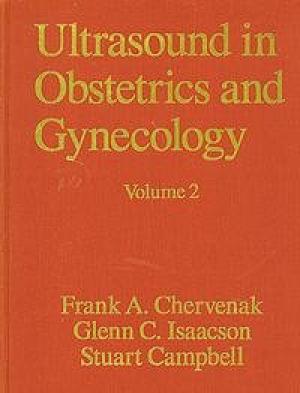 Ultrasound in
Obstetrics and
Gynecology
Volume 2
Frank A. Chervenak
Glenn C. Isaacson
Stuart Campbell